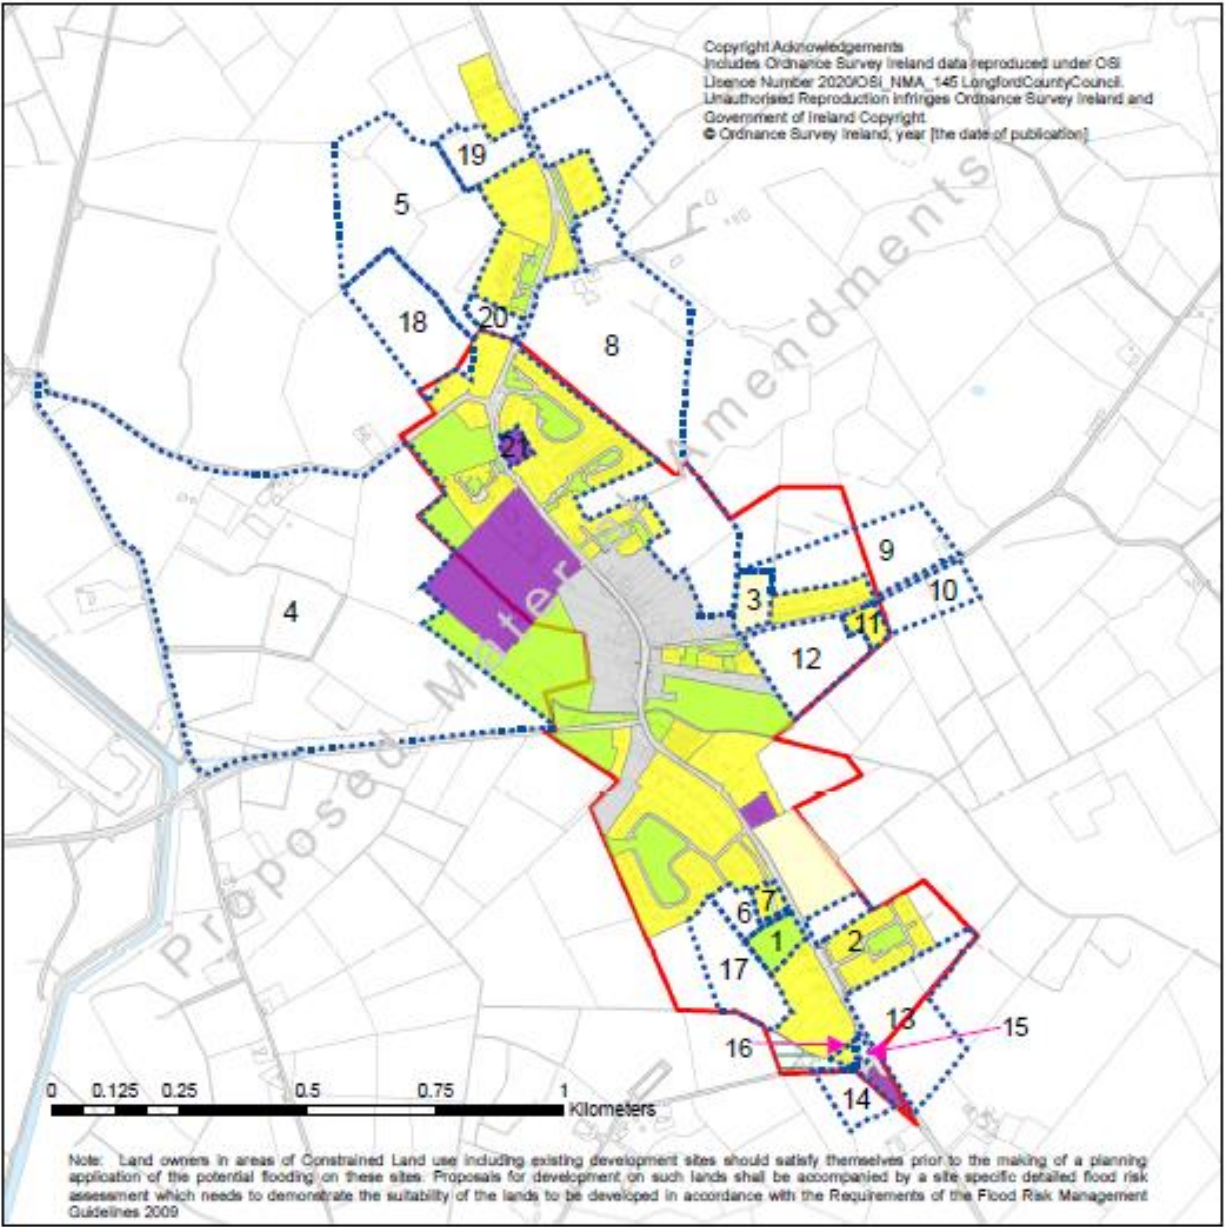 Copyright Acknowledgements
Includes Ordnance Survey Ireland data reproduced under OSi
Licence Number 2020/OSi_NMA_145 LongfordCountyCouncil.
Unauthorised Reproduction infringes Ordnance Survey Ireland and
Government of Ireland Copyright.
© Ordnance Survey Ireland, year [the date of publication]
19
5
18
20
8
21
9
3
10
11
4
12
Proposed Mater Amendments
7
6
1
2
17
13
15
16
14
0 0.125 0.25 0.5 0.75 1
Kilometers
Note: Land owners in areas of Constrained Land use including existing development sites should satisfy themselves prior to the making of a planning
application of the potential flooding on these sites. Proposals for development on such lands shall be accompanied by a site specific detailed flood risk
assessment which needs to demonstrate the suitability of the lands to be developed in accordance with the Requirements of the Flood Risk Management
Guidelines 2009